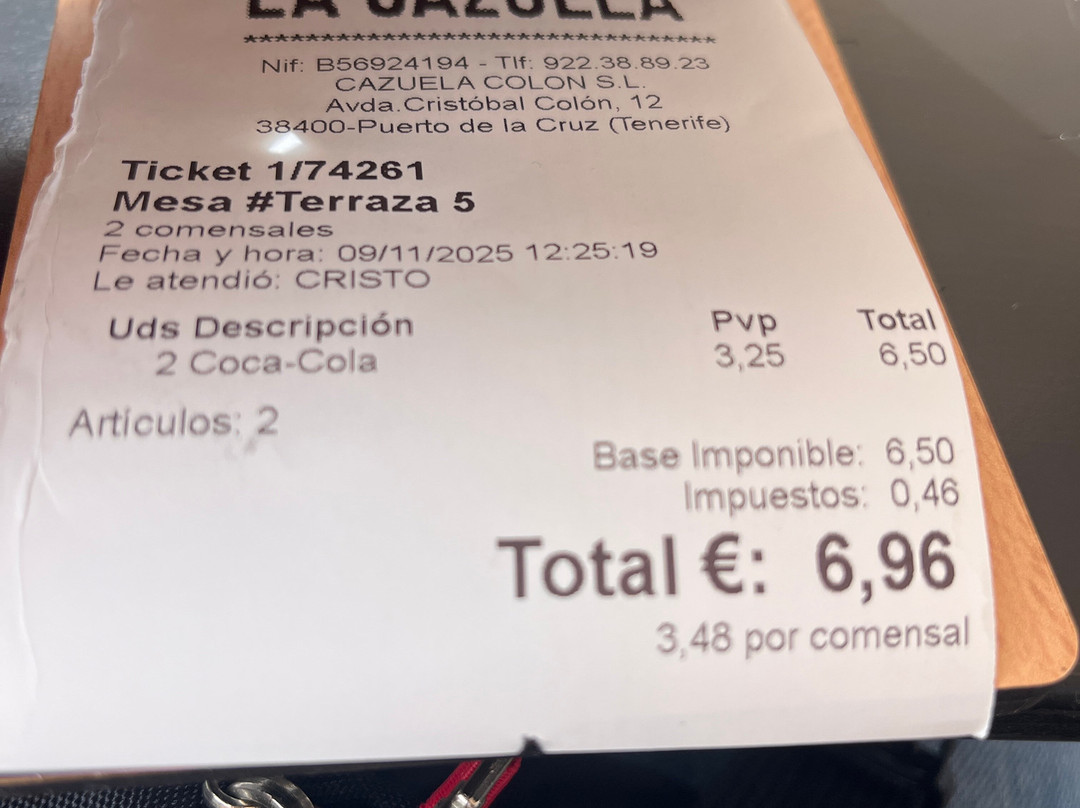 LA CAZUELA
****************************************
Nif: B56924194 - Tlf: 922.38.89.23
CAZUELA COLON S.L.
Avda.Cristóbal Colón, 12
38400-Puerto de la Cruz (Tenerife)
Ticket 1/74261
Mesa #Terraza 5
2 comensales
Fecha y hora: 09/11/2025 12:25:19
Le atendió: CRISTO
Uds Descripción Pvp Total
2 Coca-Cola 3,25 6,50
Artículos: 2
Base Imponible: 6,50
Impuestos: 0,46
Total €: 6,96
3,48 por comensal